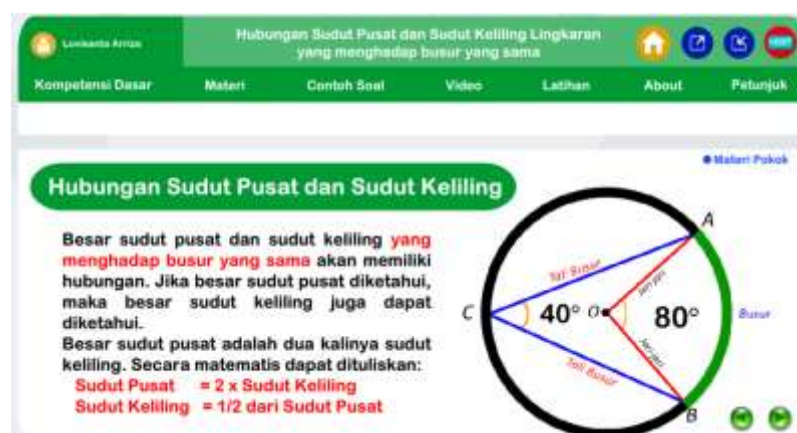 Hubungan Sudut Pusat dan Sudut Keliling Lingkaran
yang menghadap busur yang sama
Kompetensi Dasar Materi Contoh Soal Video Latihan About Petunjuk
Materi Pokok
Hubungan Sudut Pusat dan Sudut Keliling
Besar sudut pusat dan sudut keliling yang
menghadap busur yang sama akan memiliki
hubungan. Jika besar sudut pusat diketahui,
maka besar sudut keliling juga dapat
diketahui.
Besar sudut pusat adalah dua kalinya sudut
keliling. Secara matematis dapat dituliskan:
Sudut Pusat = 2 x Sudut Keliling
Sudut Keliling = 1/2 dari Sudut Pusat
A
Tali Busur
Jari-jari
C 40° O 80° Busur
Jari-jari
Tali Busur
B